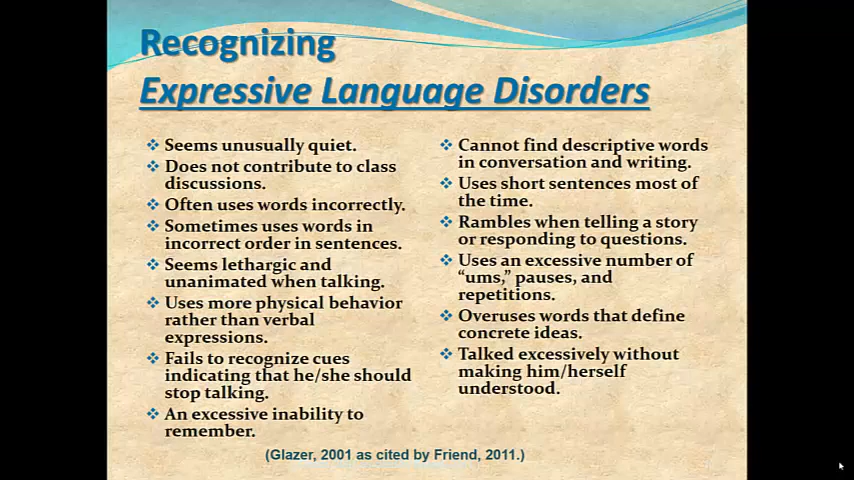 Recognizing
Expressive Language Disorders
Seems unusually quiet.
Does not contribute to class
discussions.
Often uses words incorrectly.
Sometimes uses words in
incorrect order in sentences.
Seems lethargic and
unanimated when talking.
Uses more physical behavior
rather than verbal
expressions.
Fails to recognize cues
indicating that he/she should
stop talking.
An excessive inability to
remember.
Cannot find descriptive words
in conversation and writing.
Uses short sentences most of
the time.
Rambles when telling a story
or responding to questions.
Uses an excessive number of
“ums,” pauses, and
repetitions.
Overuses words that define
concrete ideas.
Talked excessively without
making him/herself
understood.
(Glazer, 2001 as cited by Friend, 2011.)